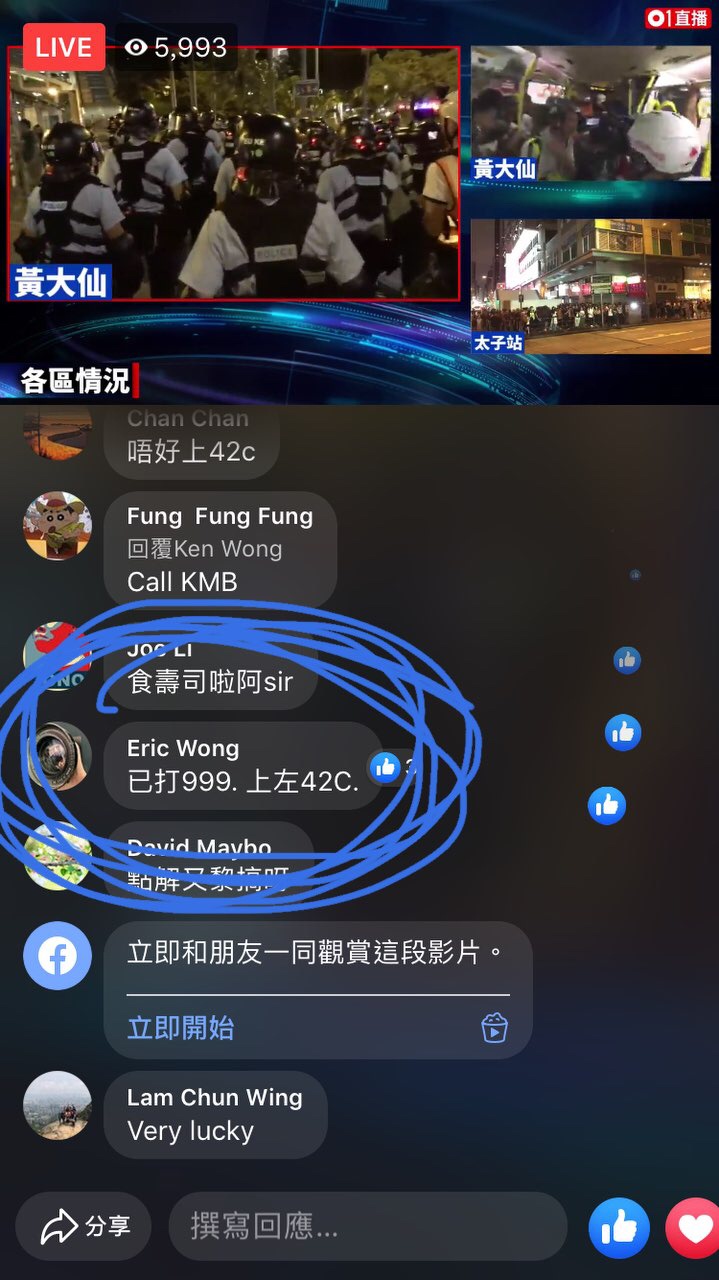 LIVE 5,993
1直播
POLICE
黃大仙
黃大仙
太子站
各區情況
Chan Chan
唔好上42c
Fung Fung Fung
回覆Ken Wong
Call KMB
Joe LI
食壽司啦阿sir
Eric Wong
已打999. 上左42C.
3
David Maybo
點解又黎搞呀
立即和朋友一同觀賞這段影片。
立即開始
Lam Chun Wing
Very lucky
分享
撰寫回應...